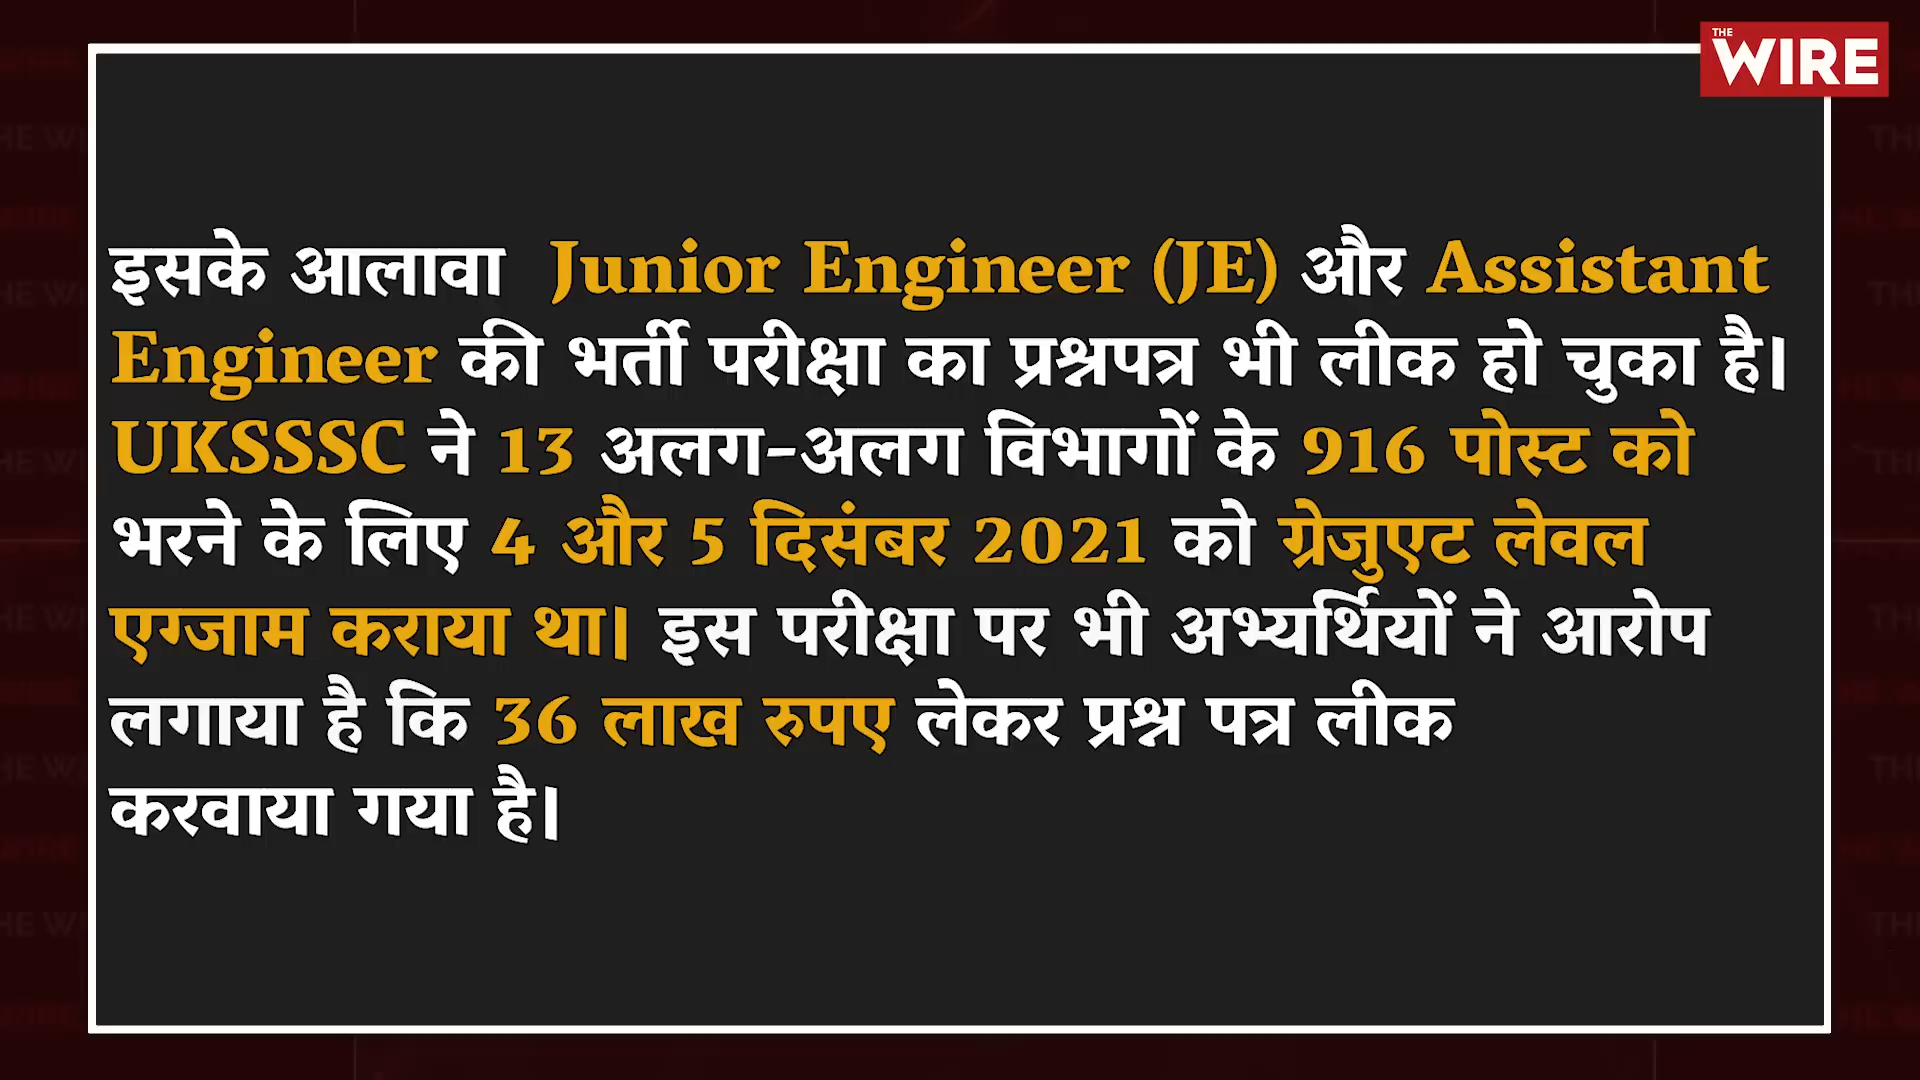 THE WIRE
इसके आलावा Junior Engineer (JE) और Assistant
Engineer की भर्ती परीक्षा का प्रश्नपत्र भी लीक हो चुका है।
UKSSSC ने 13 अलग-अलग विभागों के 916 पोस्ट को
भरने के लिए 4 और 5 दिसंबर 2021 को ग्रेजुएट लेवल
एग्जाम कराया था। इस परीक्षा पर भी अभ्यर्थियों ने आरोप
लगाया है कि 36 लाख रुपए लेकर प्रश्न पत्र लीक
करवाया गया है।